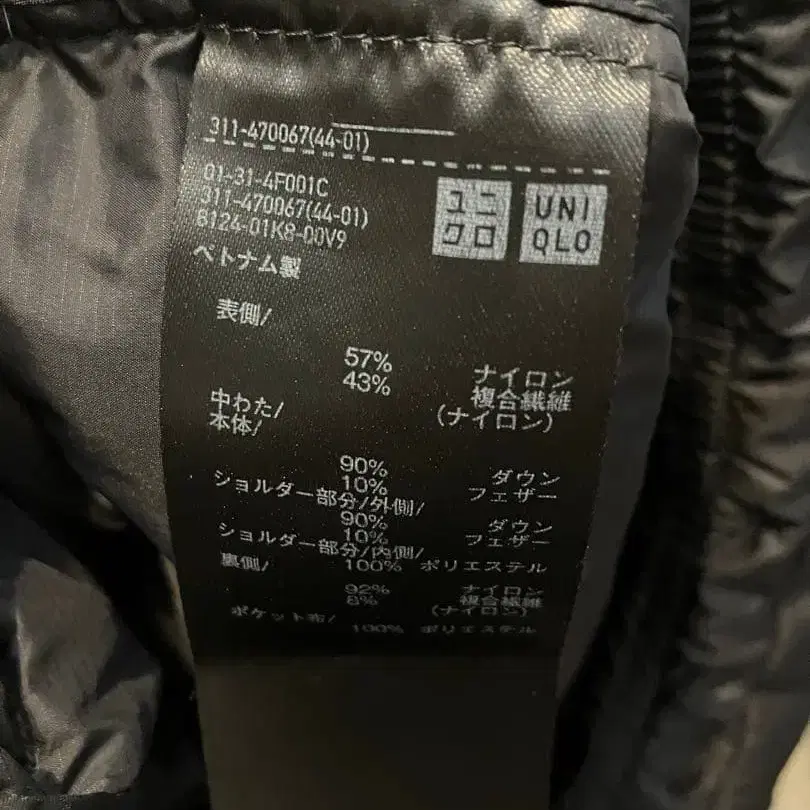 311-470067(44-01)
01-31-4F001C
311-470067(44-01)
8124-01K8-00V9
ユニ
クロ
UNI
QLO
ベトナム製
表側/
57% ナイロン
43% 複合繊維
(ナイロン)
中わた/
本体/
90% ダウン
10% フェザー
ショルダー部分/外側/
90% ダウン
10% フェザー
ショルダー部分/内側/
100% ポリエステル
裏側/
92% ナイロン
8% 複合繊維
(ナイロン)
ポケット布/
100% ポリエステル